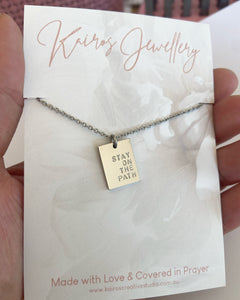 Kairos Jewellery
STAY
ON
THE
PATH
Made with Love & Covered in Prayer
www.kairoscreativestudio.com.au